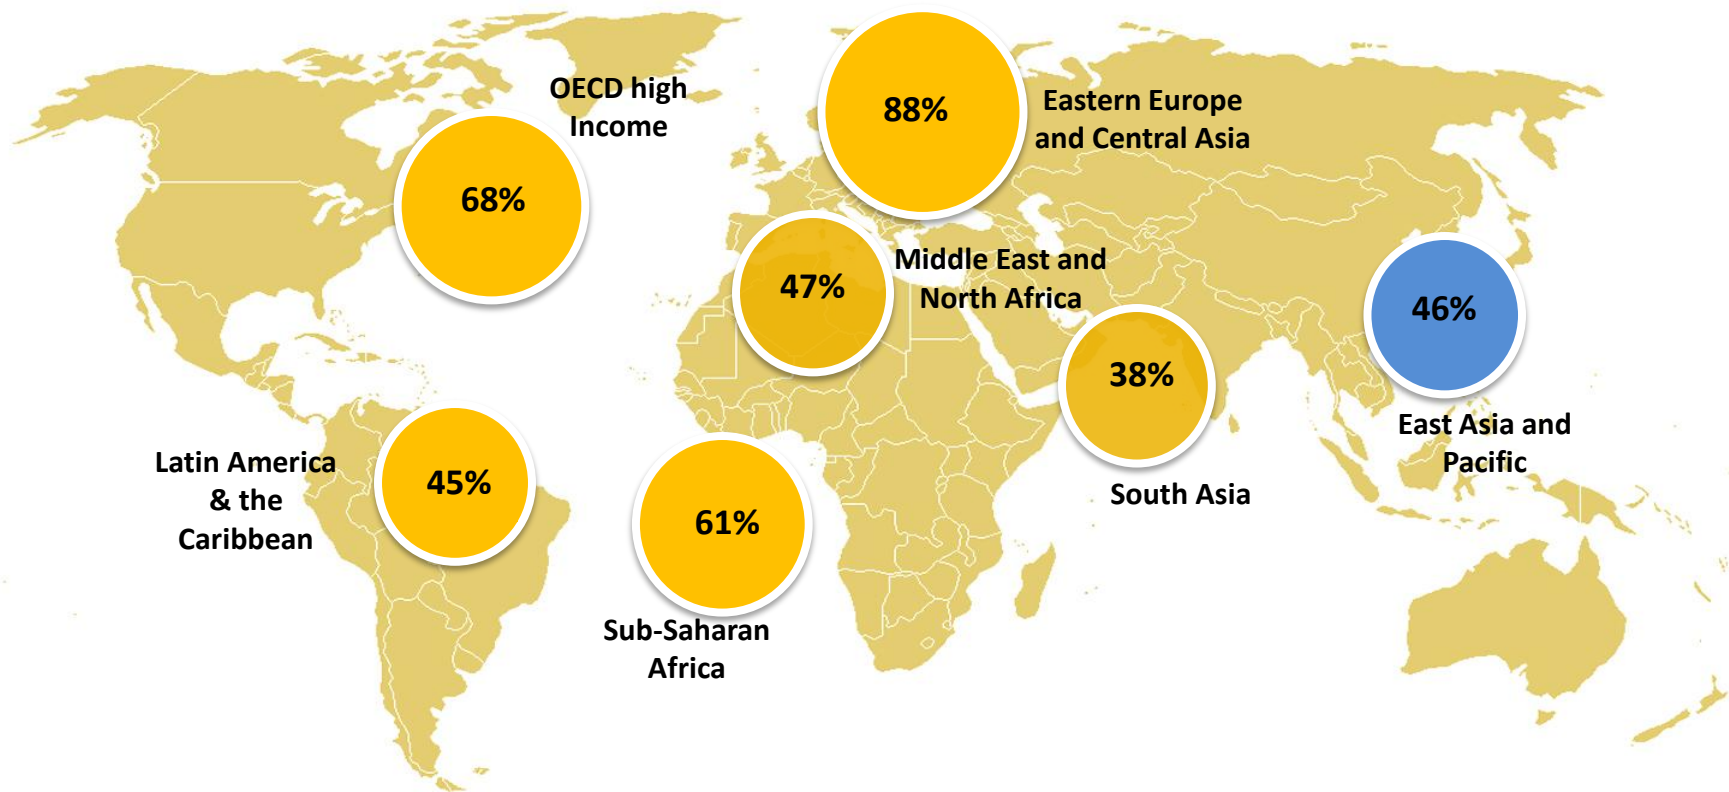 OECD high
Income
68%
88%
Eastern Europe
and Central Asia
47%
Middle East and
North Africa
38%
South Asia
46%
East Asia and
Pacific
Latin America
& the
Caribbean
45%
61%
Sub-Saharan
Africa